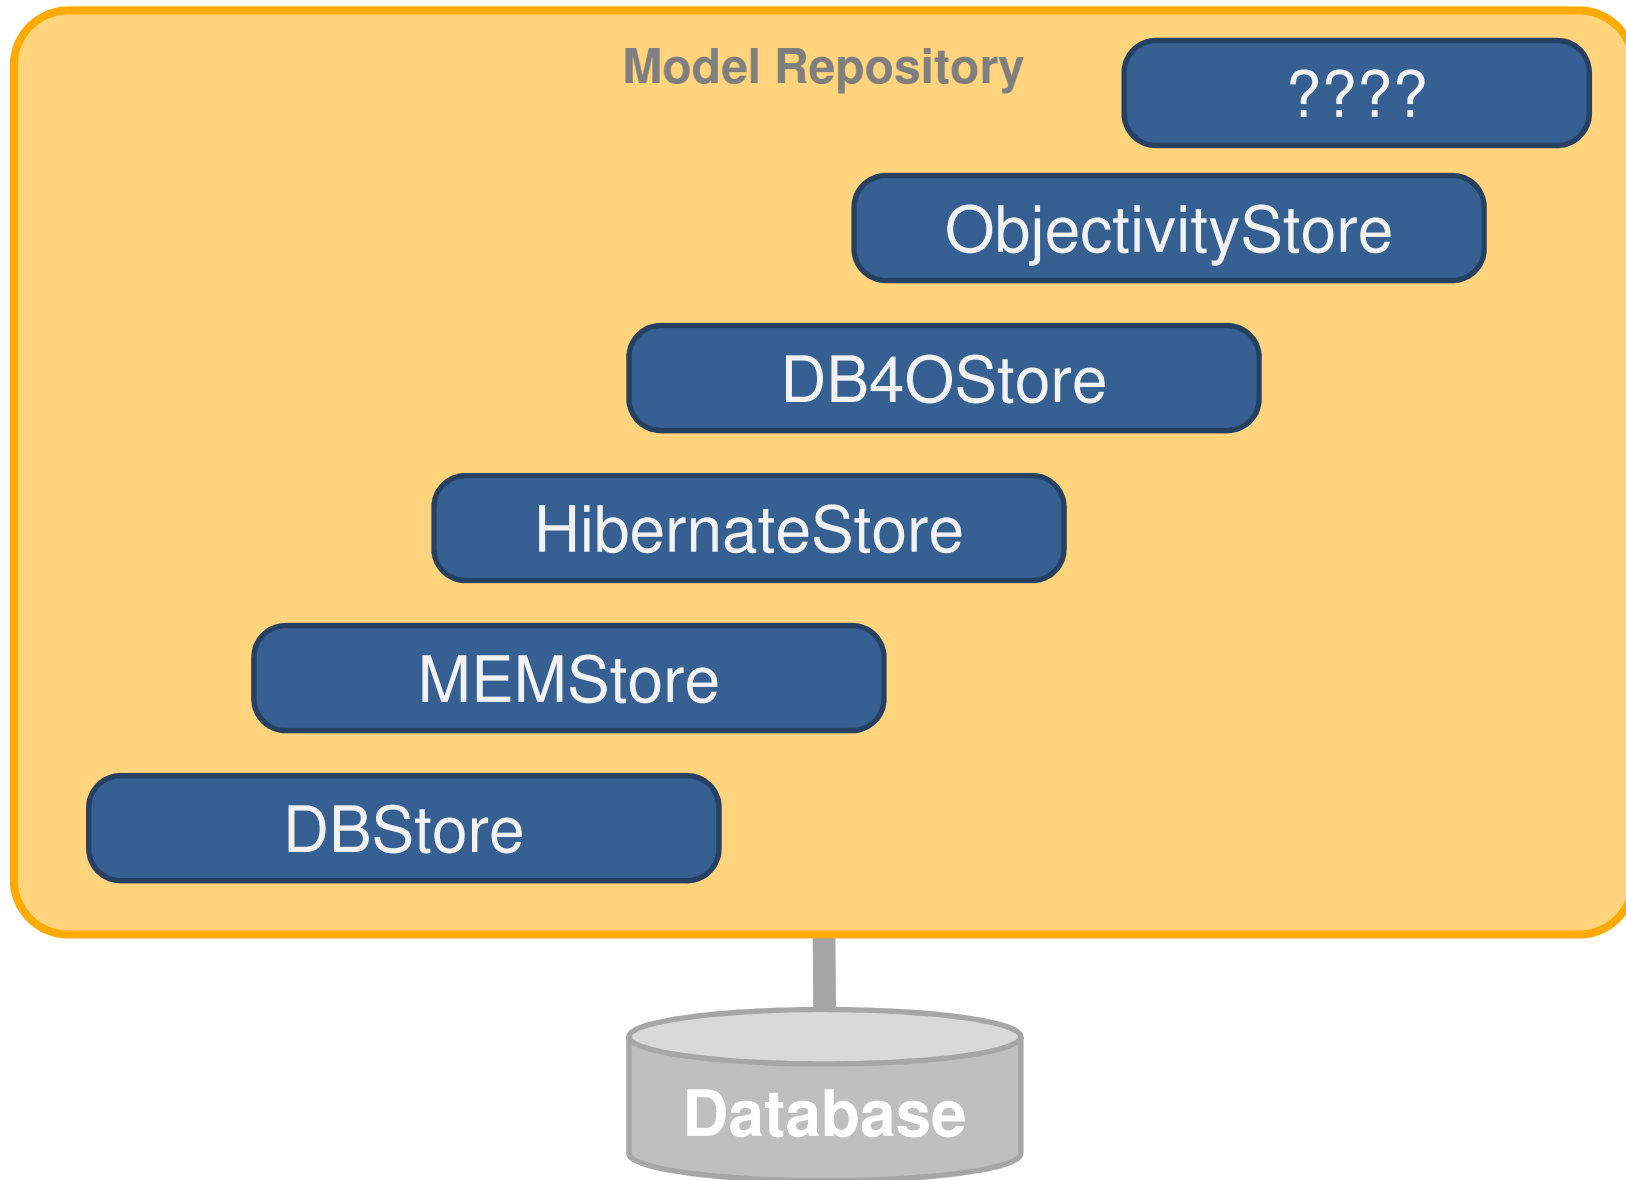 Model Repository
????
ObjectivityStore
DB4OStore
HibernateStore
MEMStore
DBStore
Database